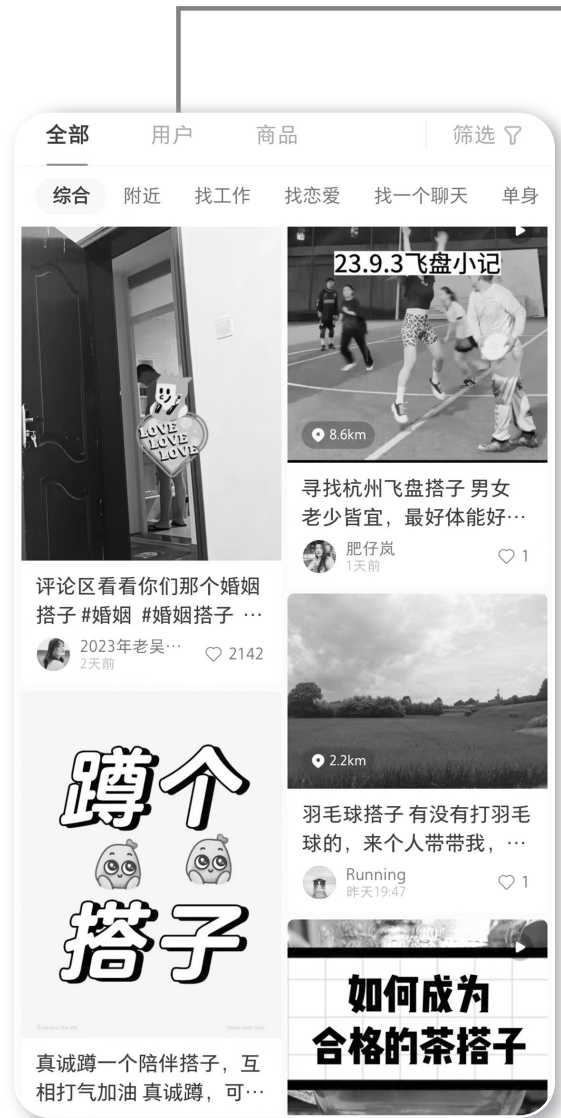 全部 用户 商品 筛选
综合 附近 找工作 找恋爱 找一个聊天 单身
LOVE
LOVE
LOVE
评论区看看你们那个婚姻
搭子 #婚姻 #婚姻搭子 …
2023年老吴…
2天前
2142
蹲个
搭子
真诚蹲一个陪伴搭子，互
相打气加油 真诚蹲，可…
23.9.3飞盘小记
8.6km
寻找杭州飞盘搭子 男女
老少皆宜，最好体能好…
肥仔岚
1天前
1
2.2km
羽毛球搭子 有没有打羽毛
球的，来个人带带我，…
Running
昨天19:47
1
如何成为
合格的茶搭子